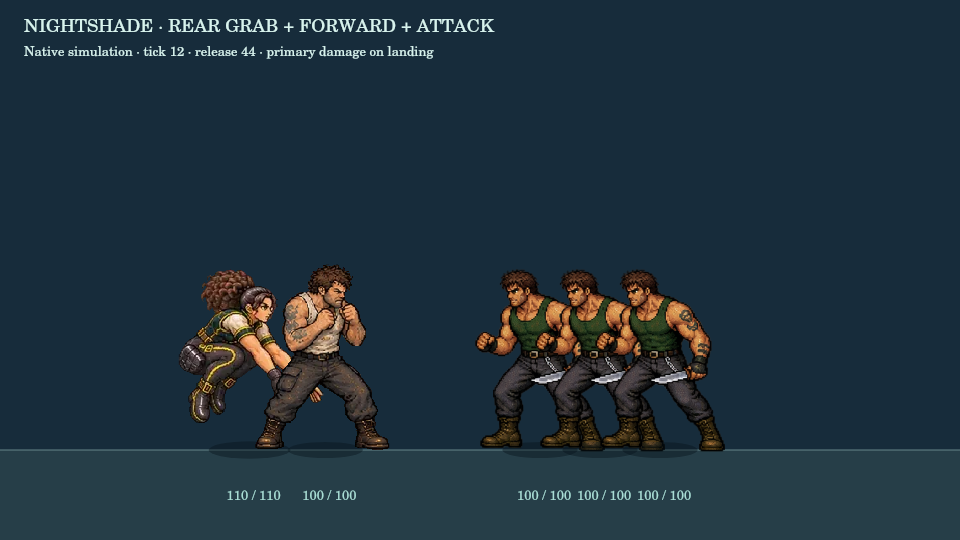 NIGHTSHADE · REAR GRAB + FORWARD + ATTACK
Native simulation · tick 12 · release 44 · primary damage on landing
110 / 110 100 / 100 100 / 100 100 / 100 100 / 100